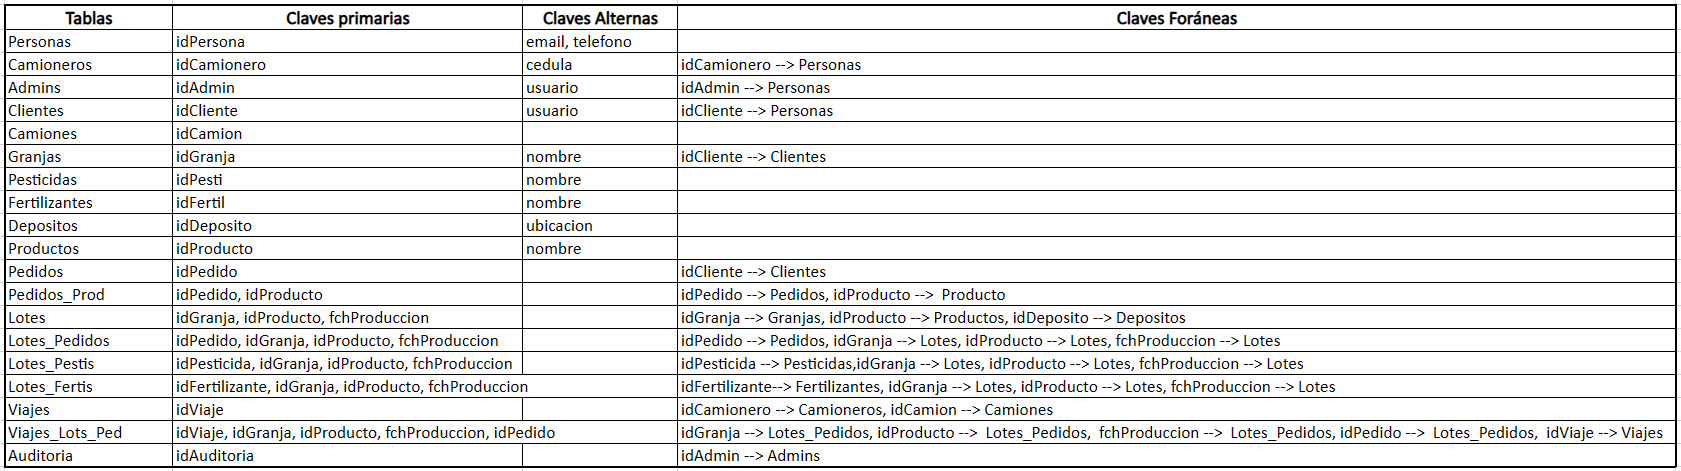 Tablas Claves primarias Claves Alternas Claves Foráneas
Personas idPersona email, telefono
Camioneros idCamionero cedula idCamionero --> Personas
Admins idAdmin usuario idAdmin --> Personas
Clientes idCliente usuario idCliente --> Personas
Camiones idCamion
Granjas idGranja nombre idCliente --> Clientes
Pesticidas idPesti nombre
Fertilizantes idFertil nombre
Depositos idDeposito ubicacion
Productos idProducto nombre
Pedidos idPedido idCliente --> Clientes
Pedidos_Prod idPedido, idProducto idPedido --> Pedidos, idProducto --> Producto
Lotes idGranja, idProducto, fchProduccion idGranja --> Granjas, idProducto --> Productos, idDeposito --> Depositos
Lotes_Pedidos idPedido, idGranja, idProducto, fchProduccion idPedido --> Pedidos, idGranja --> Lotes, idProducto --> Lotes, fchProduccion --> Lotes
Lotes_Pestis idPesticida, idGranja, idProducto, fchProduccion idPesticida --> Pesticidas,idGranja --> Lotes, idProducto --> Lotes, fchProduccion --> Lotes
Lotes_Fertis idFertilizante, idGranja, idProducto, fchProduccion idFertilizante--> Fertilizantes, idGranja --> Lotes, idProducto --> Lotes, fchProduccion --> Lotes
Viajes idViaje idCamionero --> Camioneros, idCamion --> Camiones
Viajes_Lots_Ped idViaje, idGranja, idProducto, fchProduccion, idPedido idGranja --> Lotes_Pedidos, idProducto --> Lotes_Pedidos, fchProduccion --> Lotes_Pedidos, idPedido --> Lotes_Pedidos, idViaje --> Viajes
Auditoria idAuditoria idAdmin --> Admins